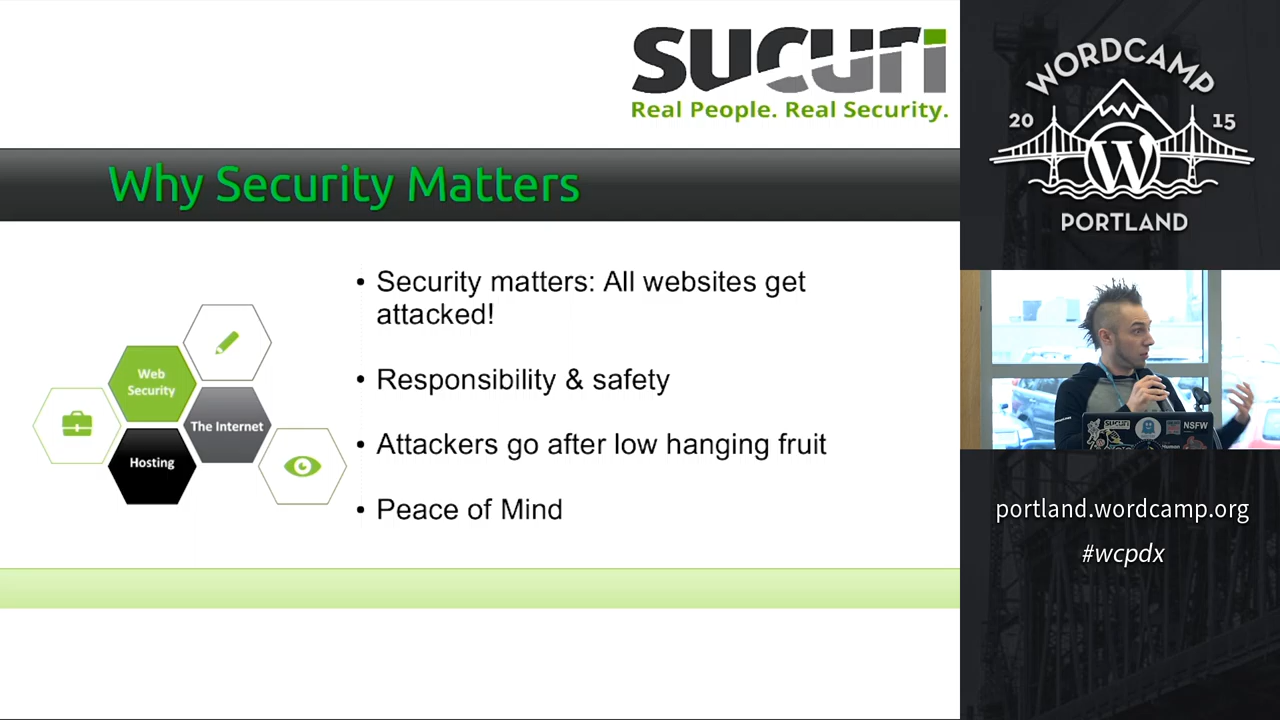 sucuri
Real People. Real Security.
Why Security Matters
• Security matters: All websites get
attacked!
• Responsibility & safety
• Attackers go after low hanging fruit
• Peace of Mind
Web
Security
The Internet
Hosting
WORDCAMP
20 15
W
PORTLAND
SUCURI
NSFW
portland.wordcamp.org
#wcpdx